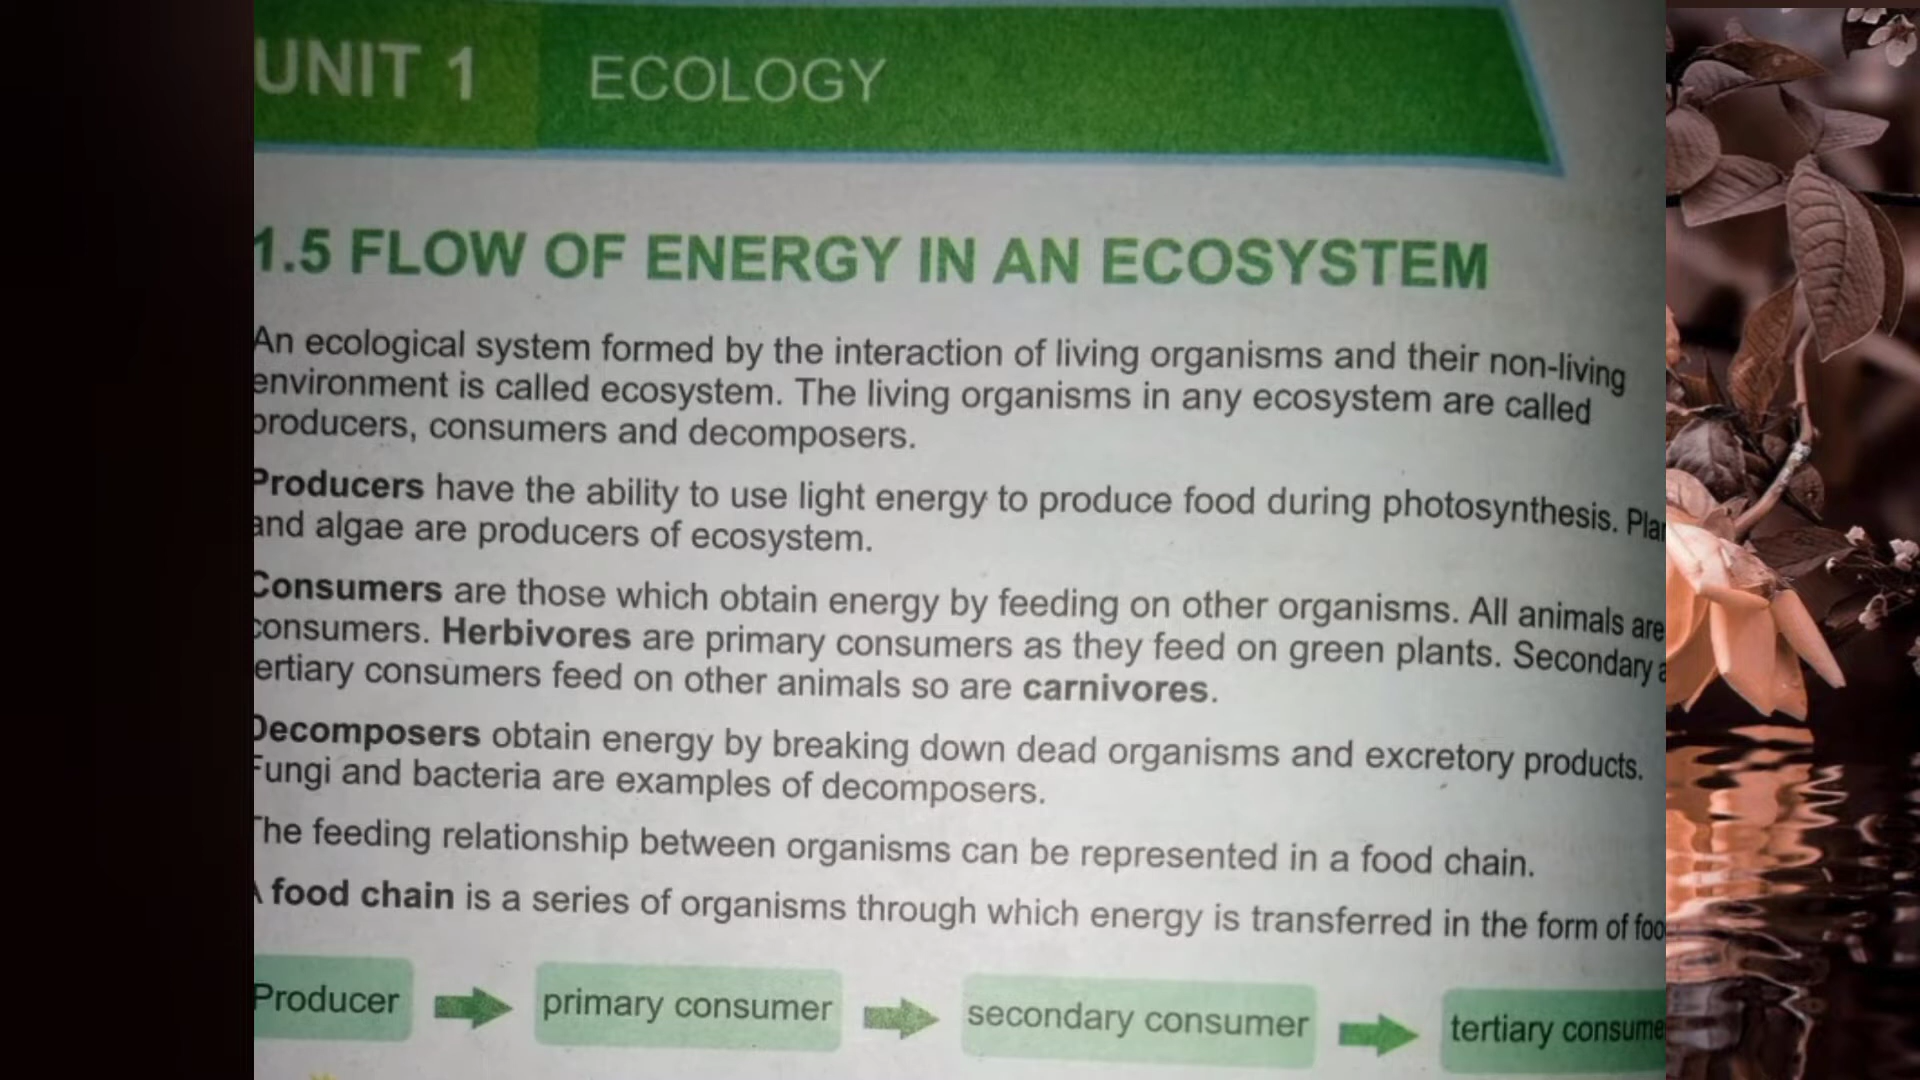 UNIT 1 ECOLOGY
1.5 FLOW OF ENERGY IN AN ECOSYSTEM
An ecological system formed by the interaction of living organisms and their non-living
environment is called ecosystem. The living organisms in any ecosystem are called
producers, consumers and decomposers.
Producers have the ability to use light energy to produce food during photosynthesis. Plan
and algae are producers of ecosystem.
Consumers are those which obtain energy by feeding on other organisms. All animals are
consumers. Herbivores are primary consumers as they feed on green plants. Secondary a
ertiary consumers feed on other animals so are carnivores.
Decomposers obtain energy by breaking down dead organisms and excretory products.
Fungi and bacteria are examples of decomposers.
The feeding relationship between organisms can be represented in a food chain.
A food chain is a series of organisms through which energy is transferred in the form of foo
Producer primary consumer secondary consumer tertiary consume